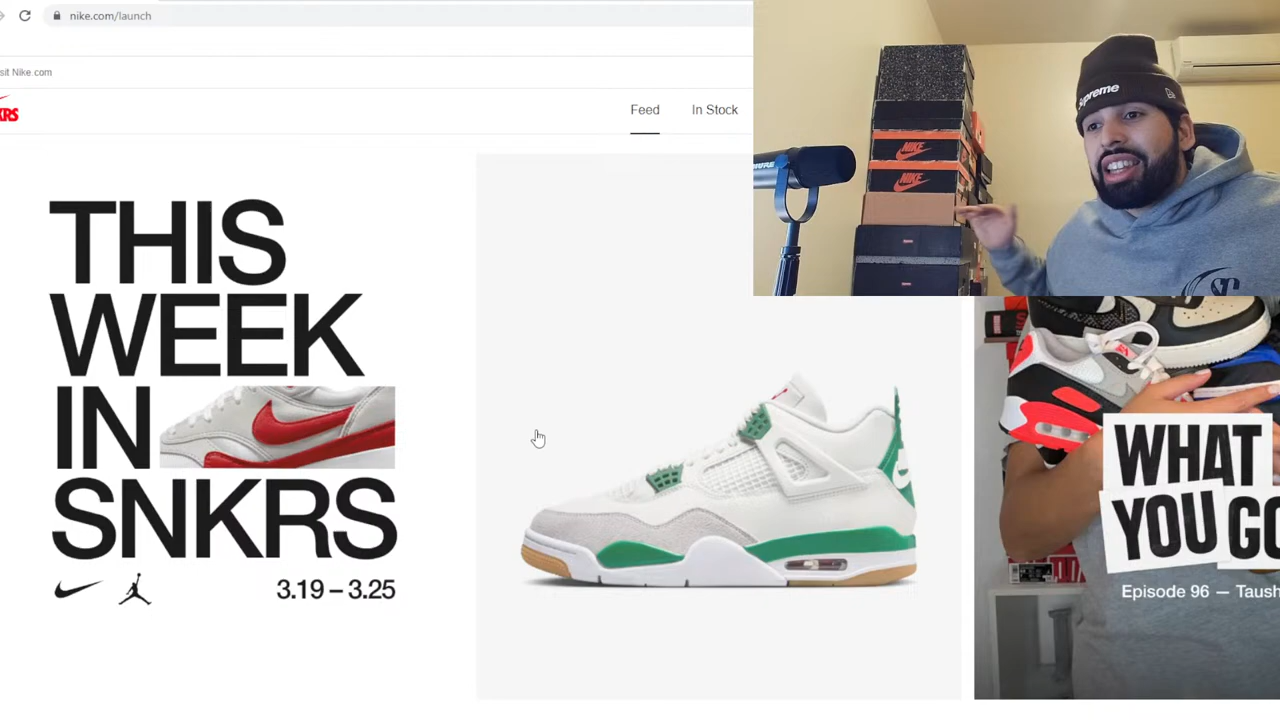 nike.com/launch
sit Nike.com
KRS
Feed
In Stock
THIS
WEEK
IN
SNKRS
3.19 – 3.25
Supreme
NIKE
NIKE
WHAT
YOU GO
Episode 96 — Taush